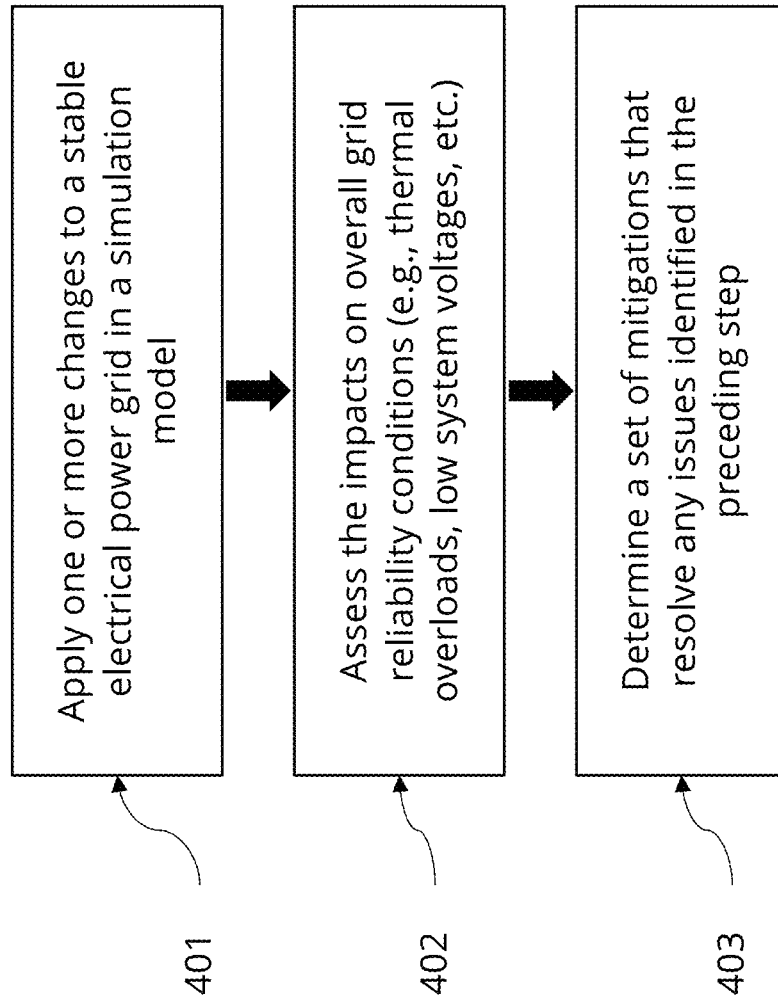 401
Apply one or more changes to a stable
electrical power grid in a simulation
model
402
Assess the impacts on overall grid
reliability conditions (e.g., thermal
overloads, low system voltages, etc.)
403
Determine a set of mitigations that
resolve any issues identified in the
preceding step